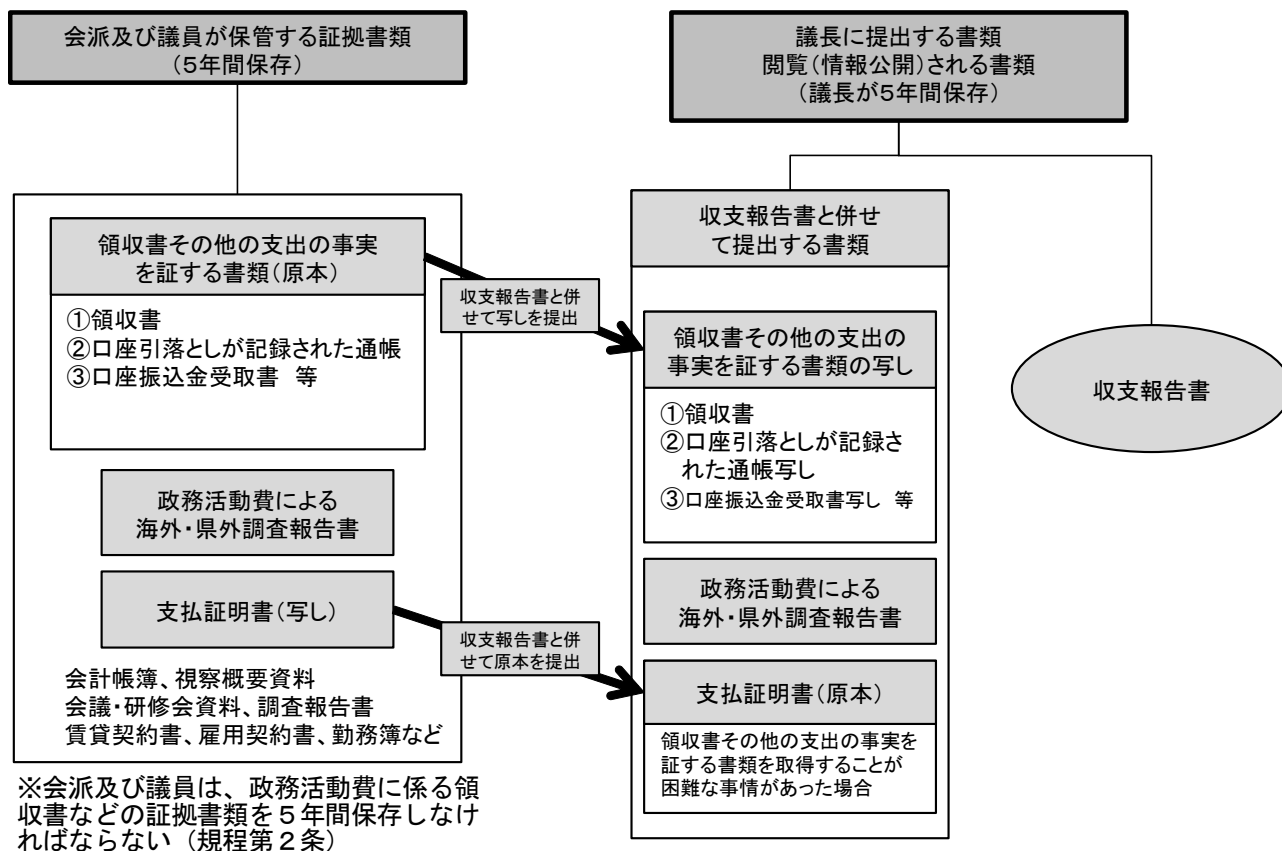 会派及び議員が保管する証拠書類
（５年間保存）
議長に提出する書類
閲覧（情報公開）される書類
（議長が５年間保存）
領収書その他の支出の事実
を証する書類（原本）
①領収書
②口座引落としが記録された通帳
③口座振込金受取書　等
政務活動費による
海外・県外調査報告書
支払証明書（写し）
会計帳簿、視察概要資料
会議・研修会資料、調査報告書
賃貸契約書、雇用契約書、勤務簿など
※会派及び議員は、政務活動費に係る領
収書などの証拠書類を５年間保存しなけ
ればならない（規程第２条）
収支報告書と併
せて写しを提出
収支報告書と併
せて原本を提出
収支報告書と併せ
て提出する書類
領収書その他の支出の
事実を証する書類の写し
①領収書
②口座引落としが記録さ
れた通帳写し
③口座振込金受取書写し　等
政務活動費による
海外・県外調査報告書
支払証明書（原本）
領収書その他の支出の事実を
証する書類を取得することが
困難な事情があった場合
収支報告書